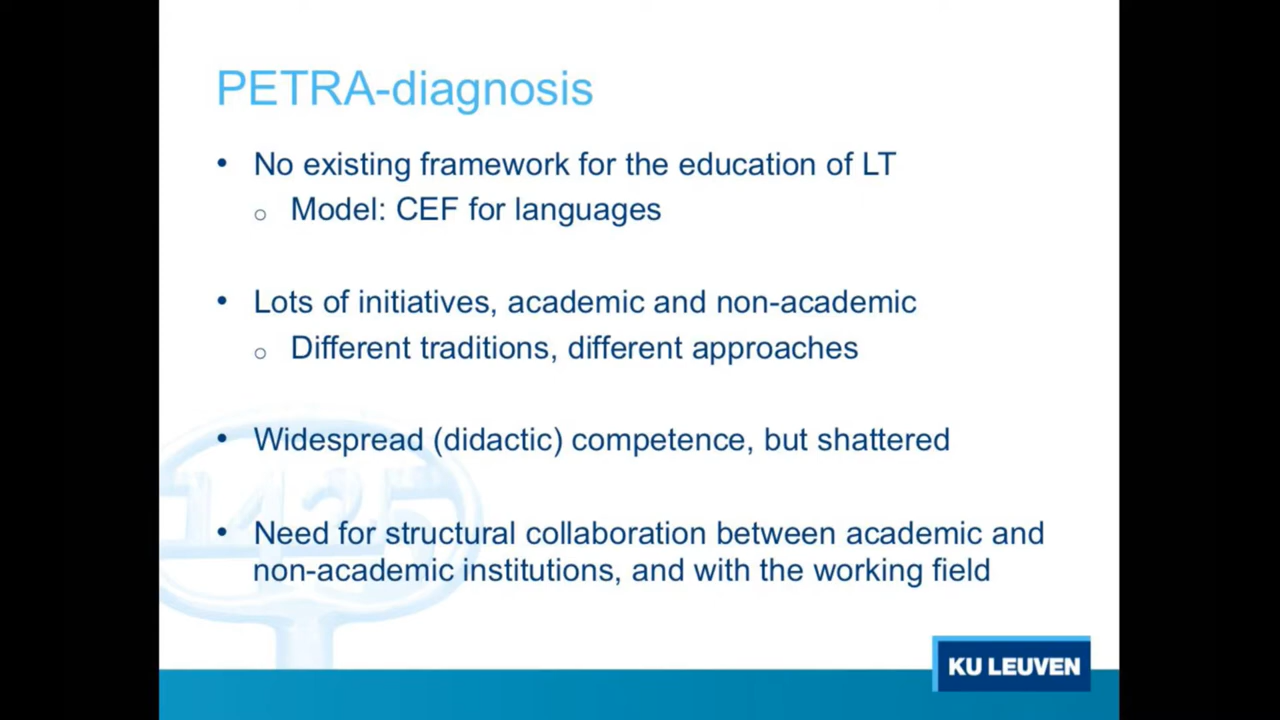 PETRA-diagnosis
• No existing framework for the education of LT
o Model: CEF for languages
• Lots of initiatives, academic and non-academic
o Different traditions, different approaches
• Widespread (didactic) competence, but shattered
• Need for structural collaboration between academic and
non-academic institutions, and with the working field
1425
KU LEUVEN